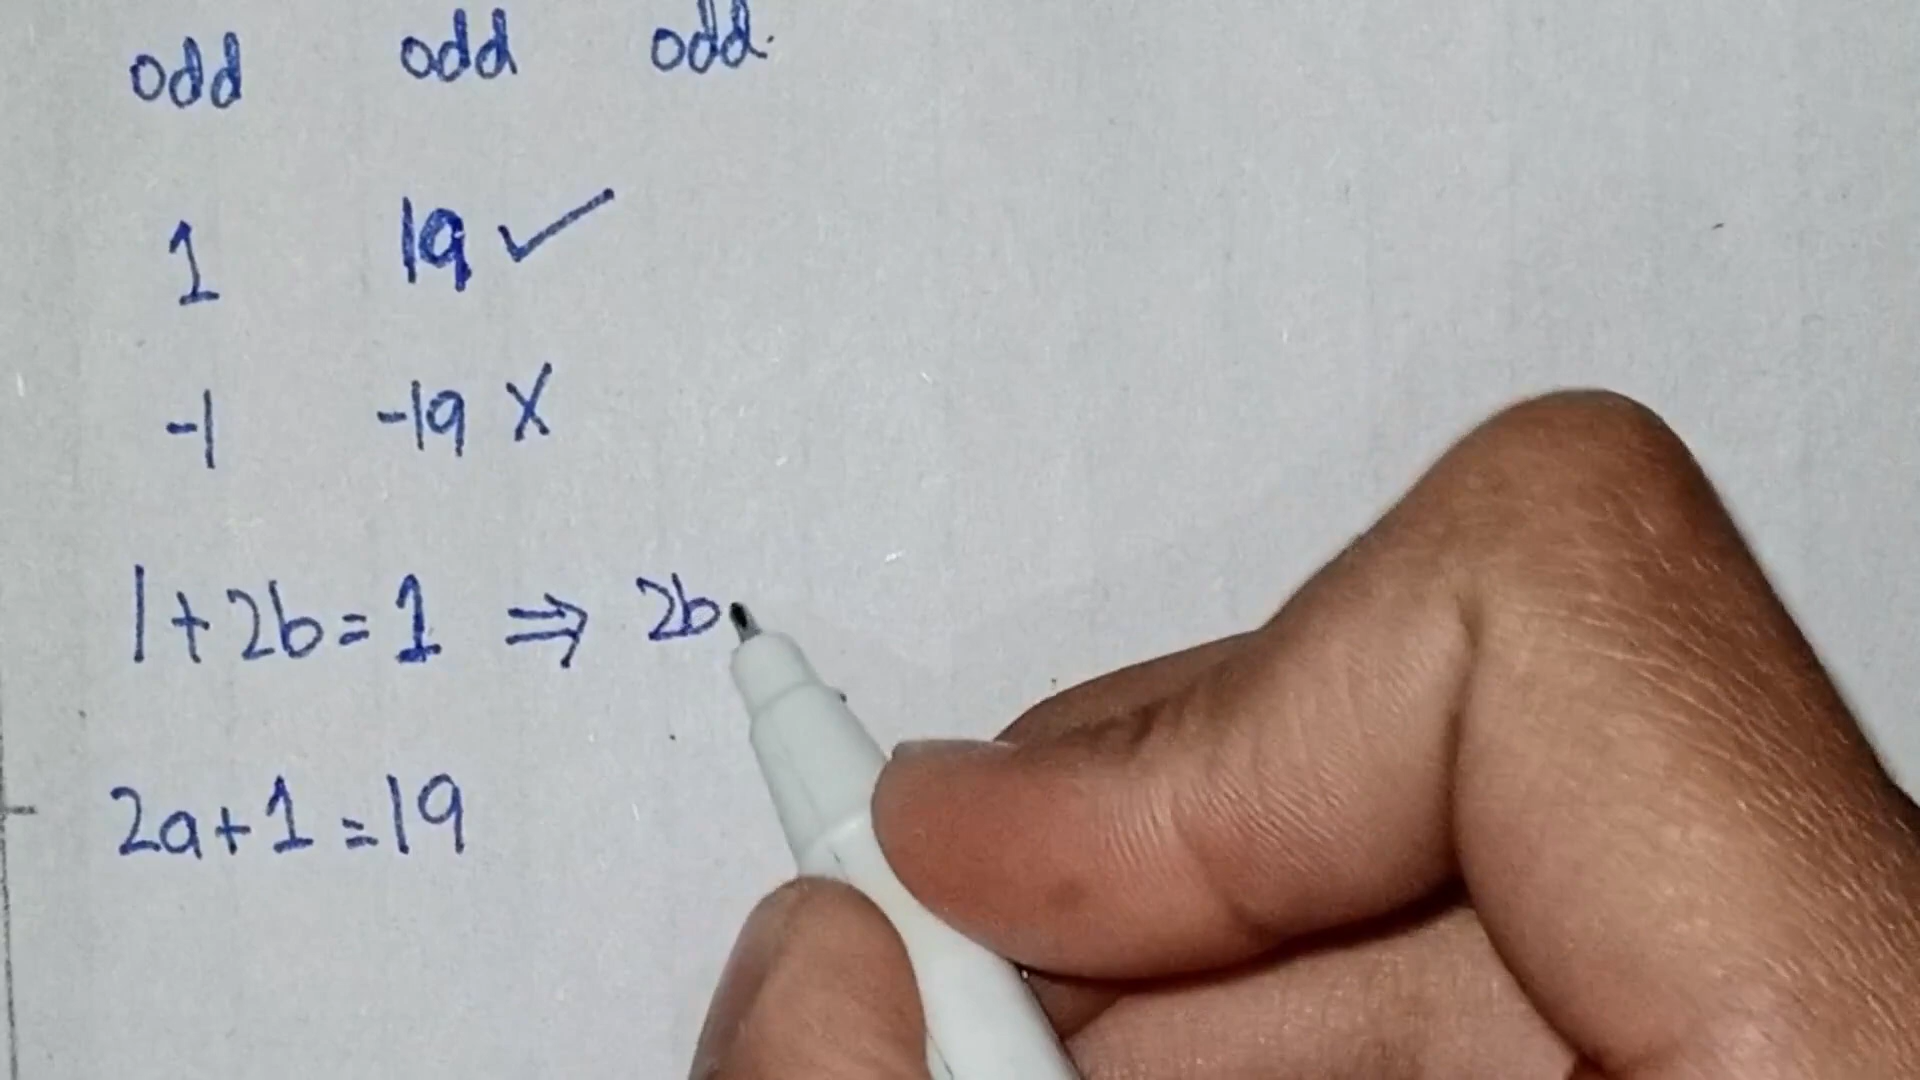 odd odd odd.
1 19 ✓
-1 -19 X
1+2b=1 ⇒ 2b
2a+1=19